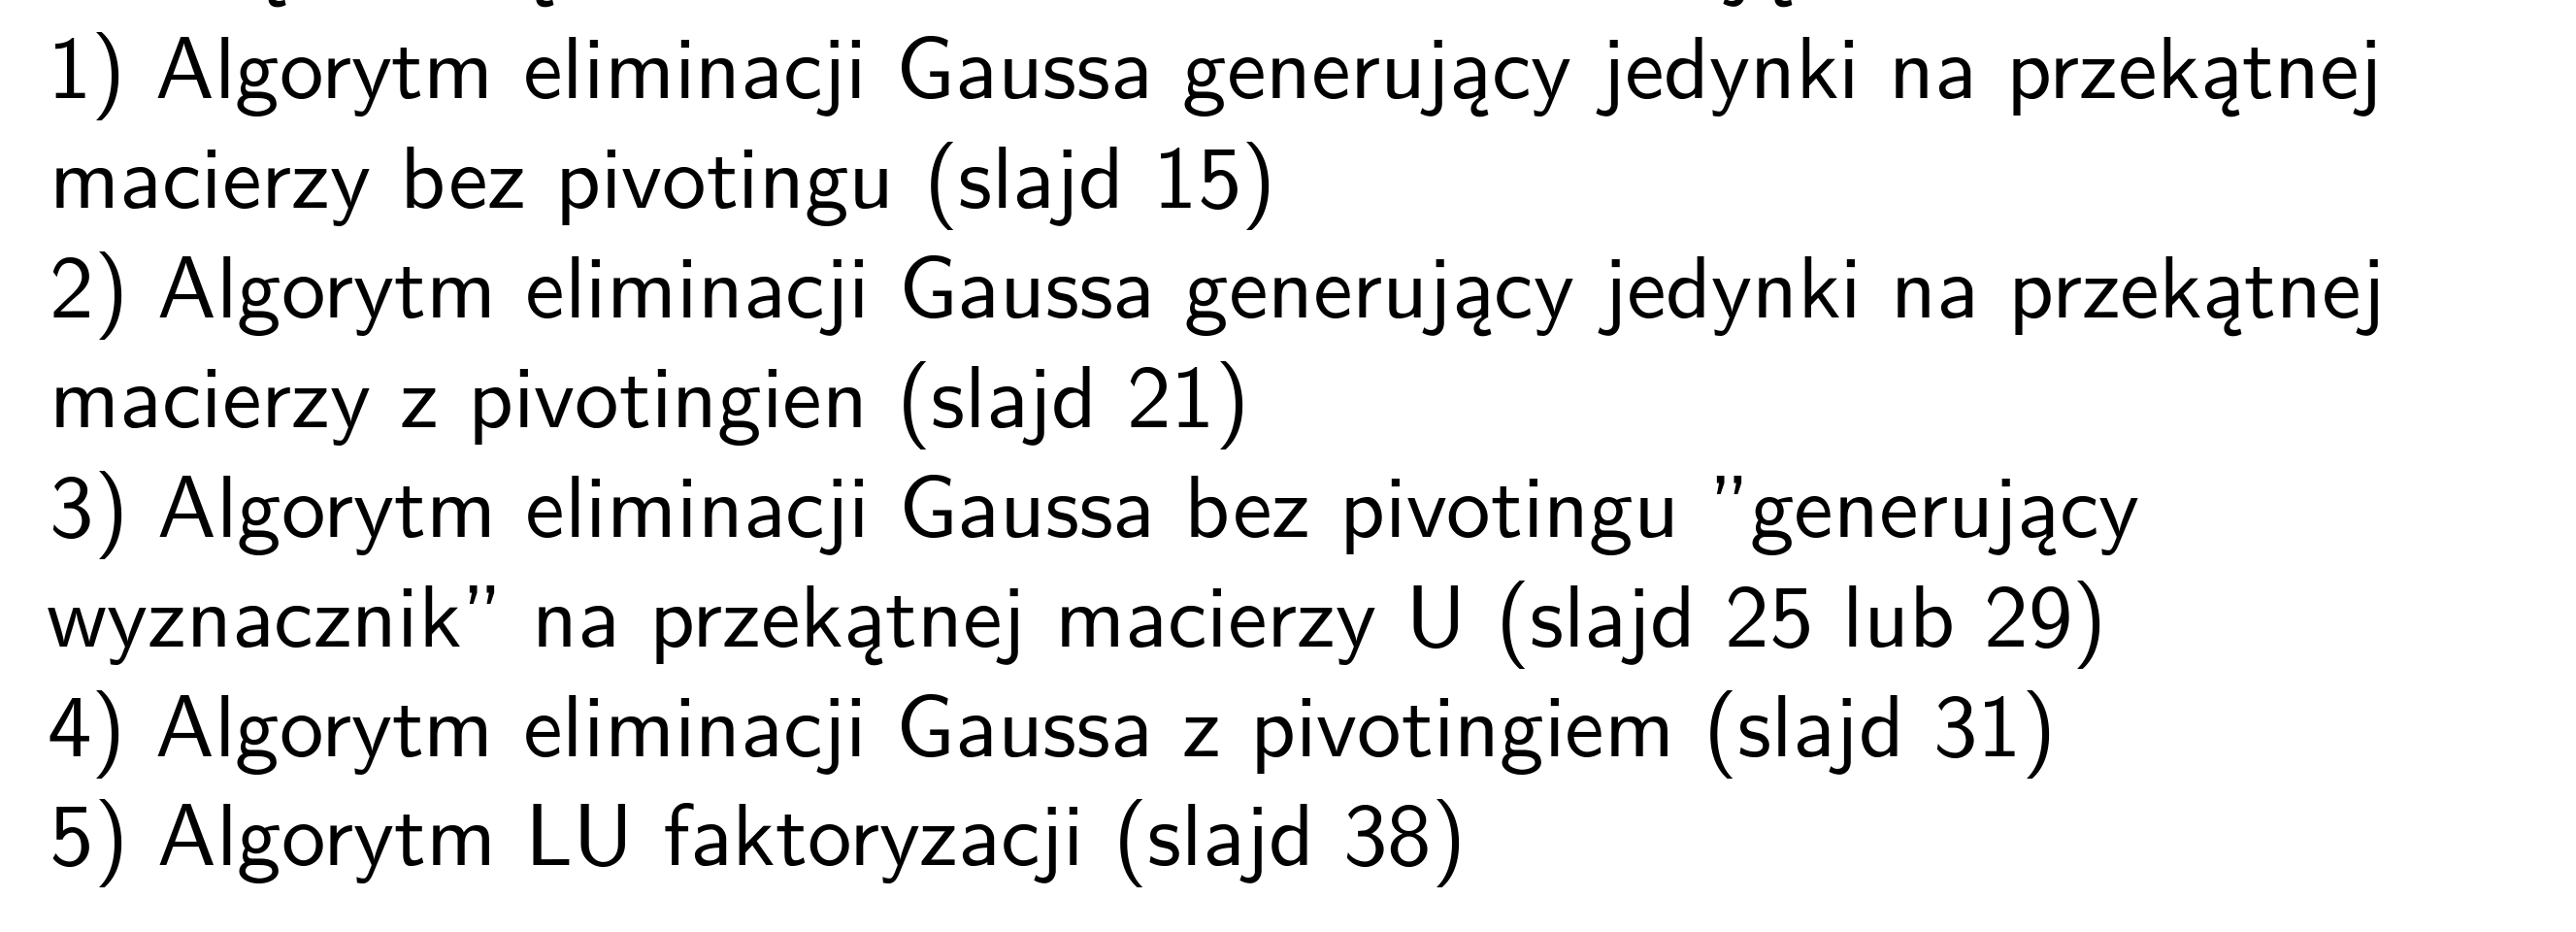 1) Algorytm eliminacji Gaussa generujący jedynki na przekątnej
macierzy bez pivotingu (slajd 15)
2) Algorytm eliminacji Gaussa generujący jedynki na przekątnej
macierzy z pivotingien (slajd 21)
3) Algorytm eliminacji Gaussa bez pivotingu ”generujący
wyznacznik” na przekątnej macierzy U (slajd 25 lub 29)
4) Algorytm eliminacji Gaussa z pivotingiem (slajd 31)
5) Algorytm LU faktoryzacji (slajd 38)